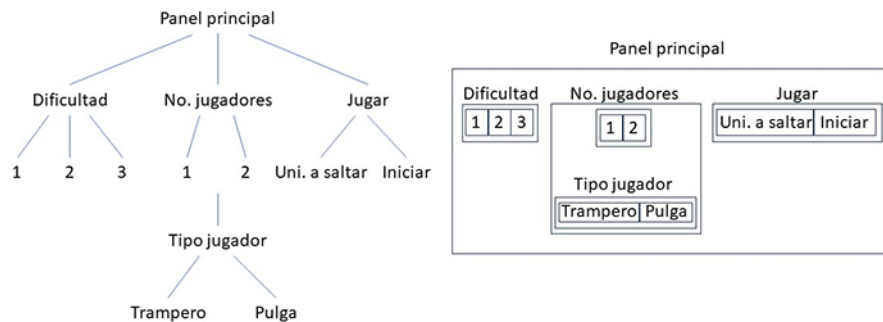 Panel principal
Dificultad No. jugadores Jugar
1 2 3 1 2 Uni. a saltar Iniciar
Tipo jugador
Trampero Pulga
Panel principal
Dificultad No. jugadores Jugar
1 2 3 1 2 Uni. a saltar Iniciar
Tipo jugador
Trampero Pulga